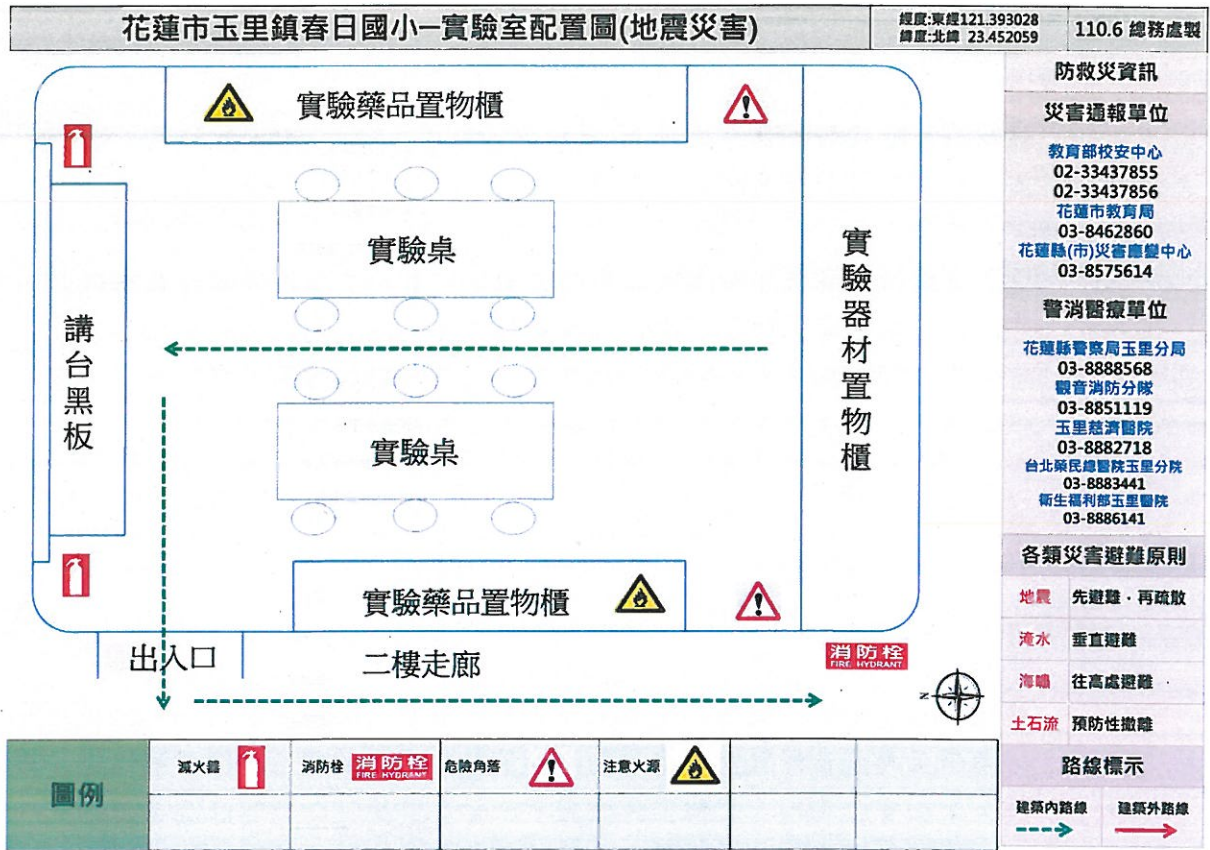 花蓮市玉里鎮春日國小－實驗室配置圖(地震災害)
經度:東經121.393028
緯度:北緯 23.452059
110.6 總務處製
實驗藥品置物櫃
實驗桌
講台黑板
實驗器材置物櫃
實驗桌
實驗藥品置物櫃
出入口
二樓走廊
消防栓
FIRE HYDRANT
N
防救災資訊
災害通報單位
教育部校安中心
02-33437855
02-33437856
花蓮市教育局
03-8462860
花蓮縣(市)災害應變中心
03-8575614
警消醫療單位
花蓮縣警察局玉里分局
03-8888568
觀音消防分隊
03-8851119
玉里慈濟醫院
03-8882718
台北榮民總醫院玉里分院
03-8883441
衛生福利部玉里醫院
03-8886141
各類災害避難原則
地震 先避難，再疏散
淹水 垂直避難
海嘯 往高處避難
土石流 預防性撤離
路線標示
建築內路線 建築外路線
圖例
滅火器
消防栓
消防栓
FIRE HYDRANT
危險角落
注意火源